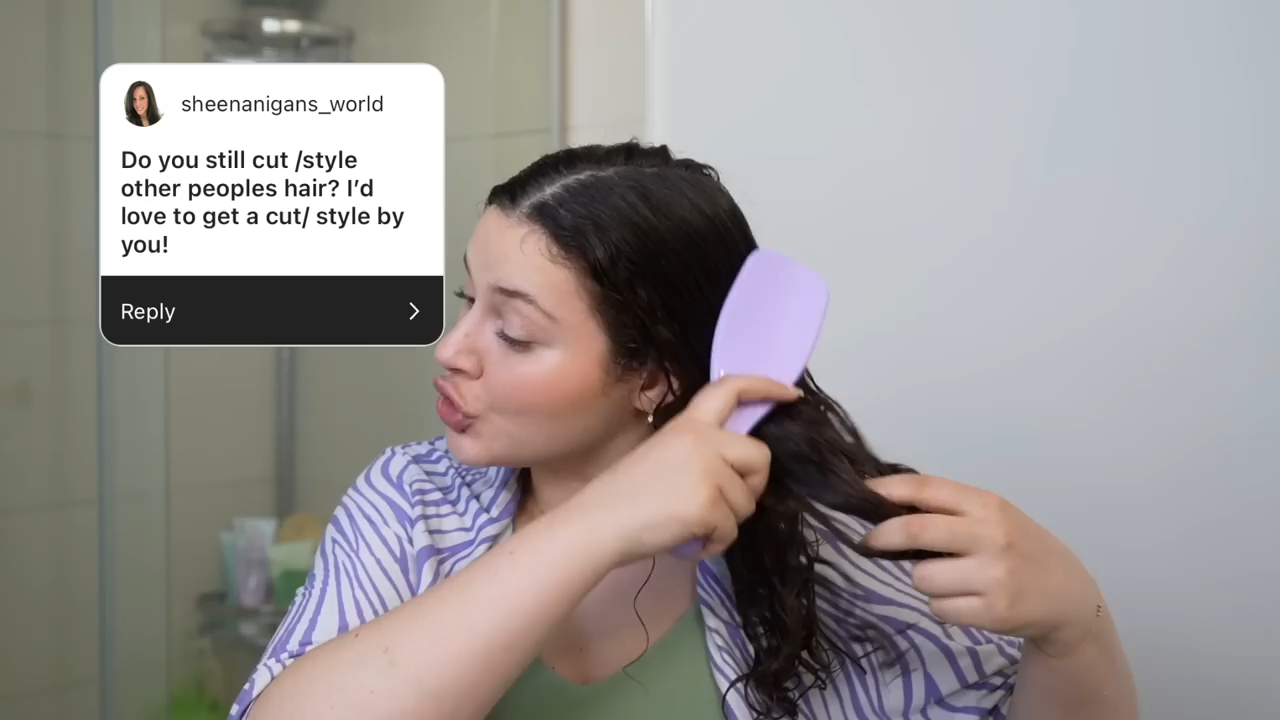 sheenanigans_world
Do you still cut /style
other peoples hair? I’d
love to get a cut/ style by
you!
Reply